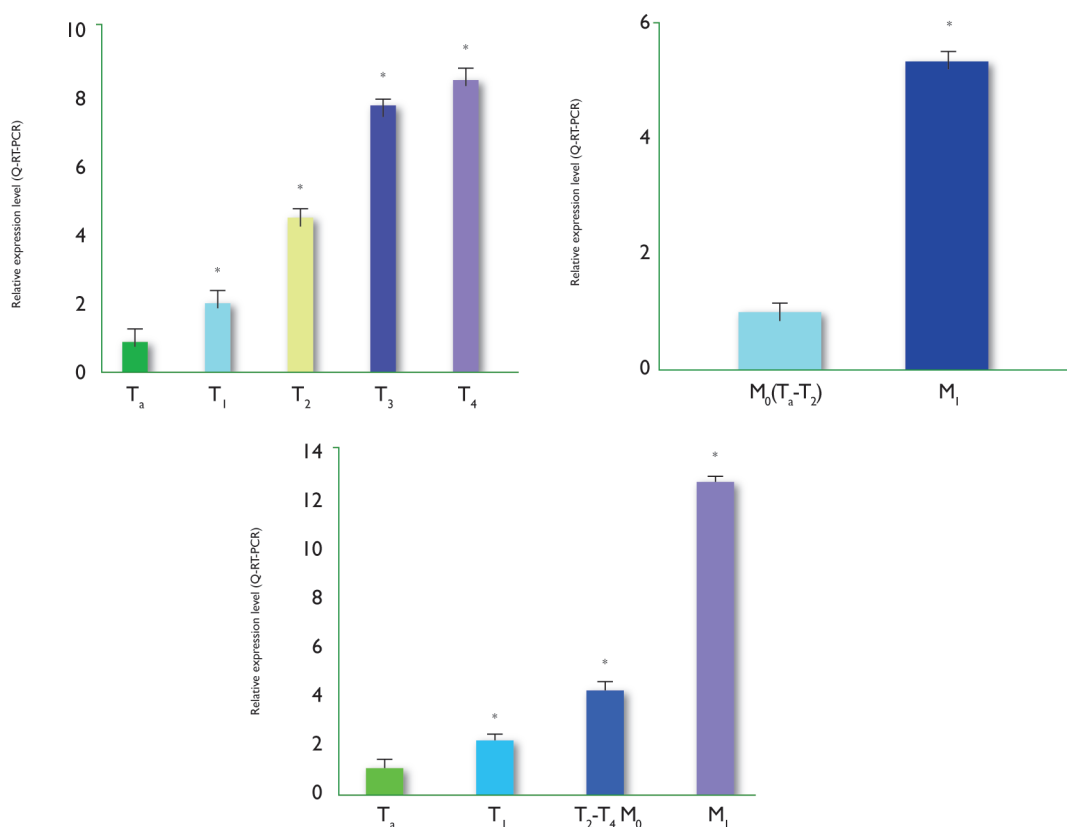 Relative expression level (Q-RT-PCR)
10
8
6
4
2
0
*
*
*
*
Tₐ
T₁
T₂
T₃
T₄
Relative expression level (Q-RT-PCR)
6
4
2
0
*
M₀(Tₐ-T₂)
M₁
Relative expression level (Q-RT-PCR)
14
12
10
8
6
4
2
0
*
*
*
Tₐ
T₁
T₂-T₄ M₀
M₁